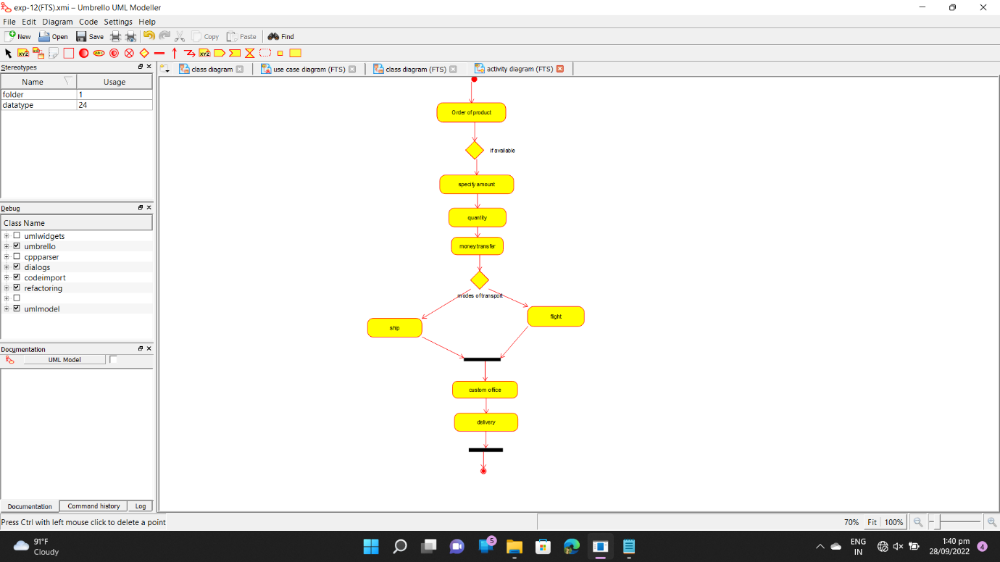 exp-12(FTS).xmi – Umbrello UML Modeller
File Edit Diagram Code Settings Help
New Open Save Copy Paste Find
XYZ ABC XYZ
Stereotypes
class diagram use case diagram (FTS) class diagram (FTS) activity diagram (FTS)
Name Usage
folder 1
datatype 24
Order of product
if available
specify amount
quantity
money transfer
modes of transport
ship
flight
custom office
delivery
Debug
Class Name
umlwidgets
umbrello
cppparser
dialogs
codeimport
refactoring
umlmodel
Documentation
UML Model
Documentation Command history Log
Press Ctrl with left mouse click to delete a point
70% Fit 100%
91°F
Cloudy
5
ENG
IN
1:40 pm
28/09/2022
4